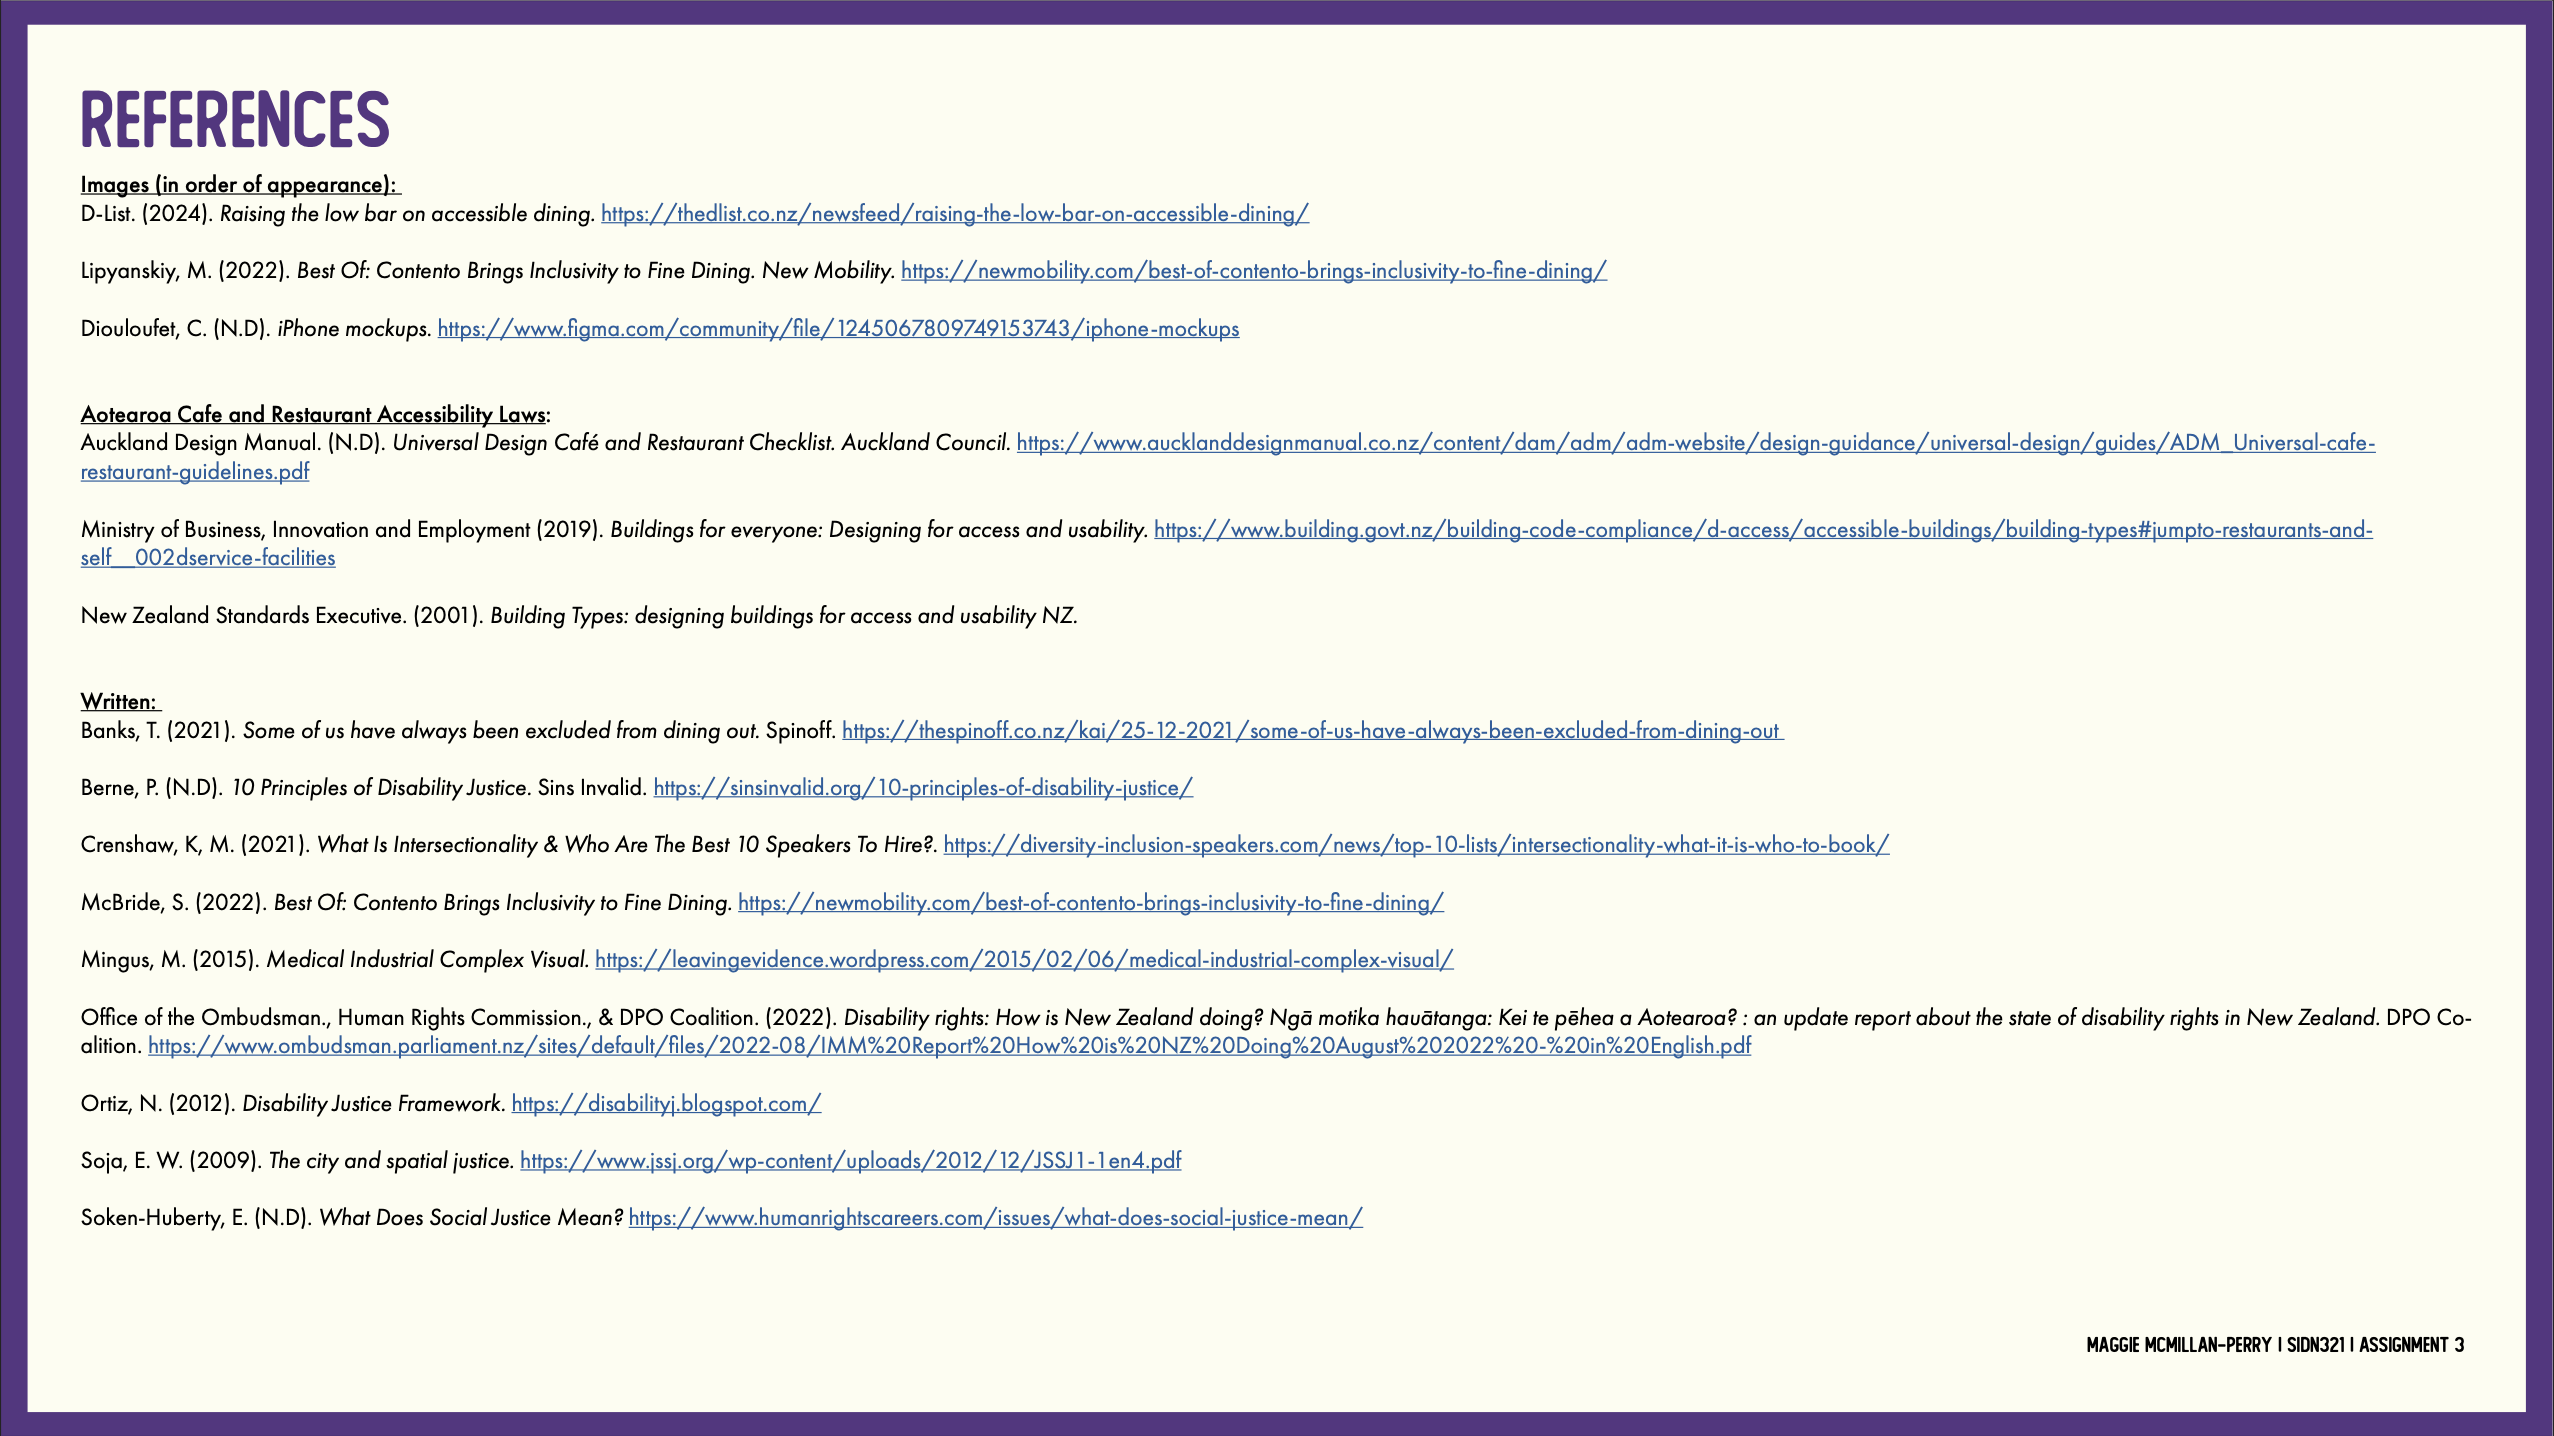 REFERENCES
Images (in order of appearance):
D-List. (2024). Raising the low bar on accessible dining. https://thedlist.co.nz/newsfeed/raising-the-low-bar-on-accessible-dining/
Lipyanskiy, M. (2022). Best Of: Contento Brings Inclusivity to Fine Dining. New Mobility. https://newmobility.com/best-of-contento-brings-inclusivity-to-fine-dining/
Diouloufet, C. (N.D). iPhone mockups. https://www.figma.com/community/file/1245067809749153743/iphone-mockups
Aotearoa Cafe and Restaurant Accessibility Laws:
Auckland Design Manual. (N.D). Universal Design Café and Restaurant Checklist. Auckland Council. https://www.aucklanddesignmanual.co.nz/content/dam/adm/adm-website/design-guidance/universal-design/guides/ADM_Universal-cafe-
restaurant-guidelines.pdf
Ministry of Business, Innovation and Employment (2019). Buildings for everyone: Designing for access and usability. https://www.building.govt.nz/building-code-compliance/d-access/accessible-buildings/building-types#jumpto-restaurants-and-
self__002dservice-facilities
New Zealand Standards Executive. (2001). Building Types: designing buildings for access and usability NZ.
Written:
Banks, T. (2021). Some of us have always been excluded from dining out. Spinoff. https://thespinoff.co.nz/kai/25-12-2021/some-of-us-have-always-been-excluded-from-dining-out
Berne, P. (N.D). 10 Principles of Disability Justice. Sins Invalid. https://sinsinvalid.org/10-principles-of-disability-justice/
Crenshaw, K, M. (2021). What Is Intersectionality & Who Are The Best 10 Speakers To Hire?. https://diversity-inclusion-speakers.com/news/top-10-lists/intersectionality-what-it-is-who-to-book/
McBride, S. (2022). Best Of: Contento Brings Inclusivity to Fine Dining. https://newmobility.com/best-of-contento-brings-inclusivity-to-fine-dining/
Mingus, M. (2015). Medical Industrial Complex Visual. https://leavingevidence.wordpress.com/2015/02/06/medical-industrial-complex-visual/
Office of the Ombudsman., Human Rights Commission., & DPO Coalition. (2022). Disability rights: How is New Zealand doing? Ngā motika hauātanga: Kei te pēhea a Aotearoa? : an update report about the state of disability rights in New Zealand. DPO Co-
alition. https://www.ombudsman.parliament.nz/sites/default/files/2022-08/IMM%20Report%20How%20is%20NZ%20Doing%20August%202022%20-%20in%20English.pdf
Ortiz, N. (2012). Disability Justice Framework. https://disabilityj.blogspot.com/
Soja, E. W. (2009). The city and spatial justice. https://www.jssj.org/wp-content/uploads/2012/12/JSSJ1-1en4.pdf
Soken-Huberty, E. (N.D). What Does Social Justice Mean? https://www.humanrightscareers.com/issues/what-does-social-justice-mean/
MAGGIE MCMILLAN-PERRY | SIDN321 | ASSIGNMENT 3